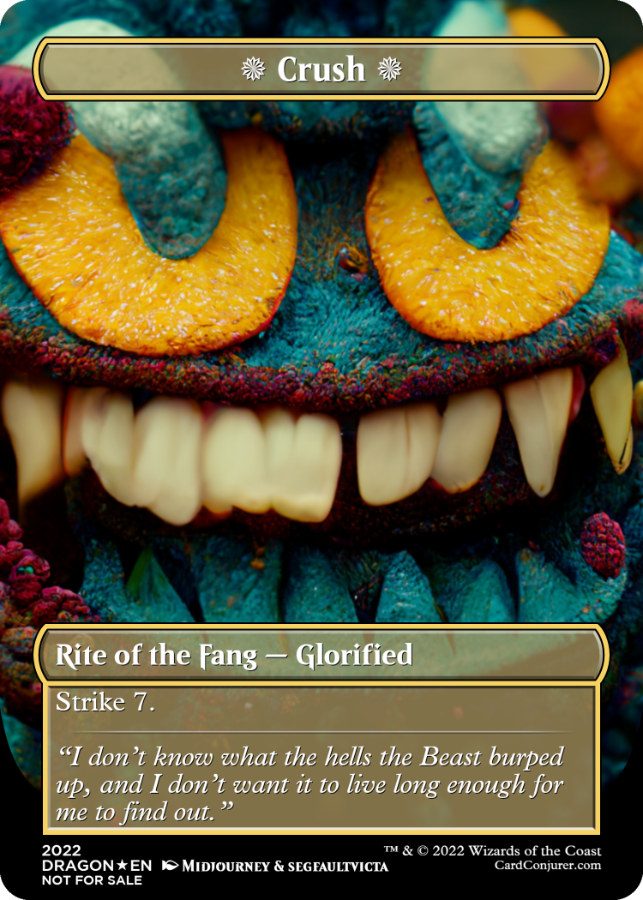 ❊ Crush ❊
Rite of the Fang — Glorified
Strike 7.
“I don’t know what the hells the Beast burped
up, and I don’t want it to live long enough for
me to find out.”
2022
DRAGON★EN Midjourney & segfaultvicta
NOT FOR SALE
™ & © 2022 Wizards of the Coast
CardConjurer.com